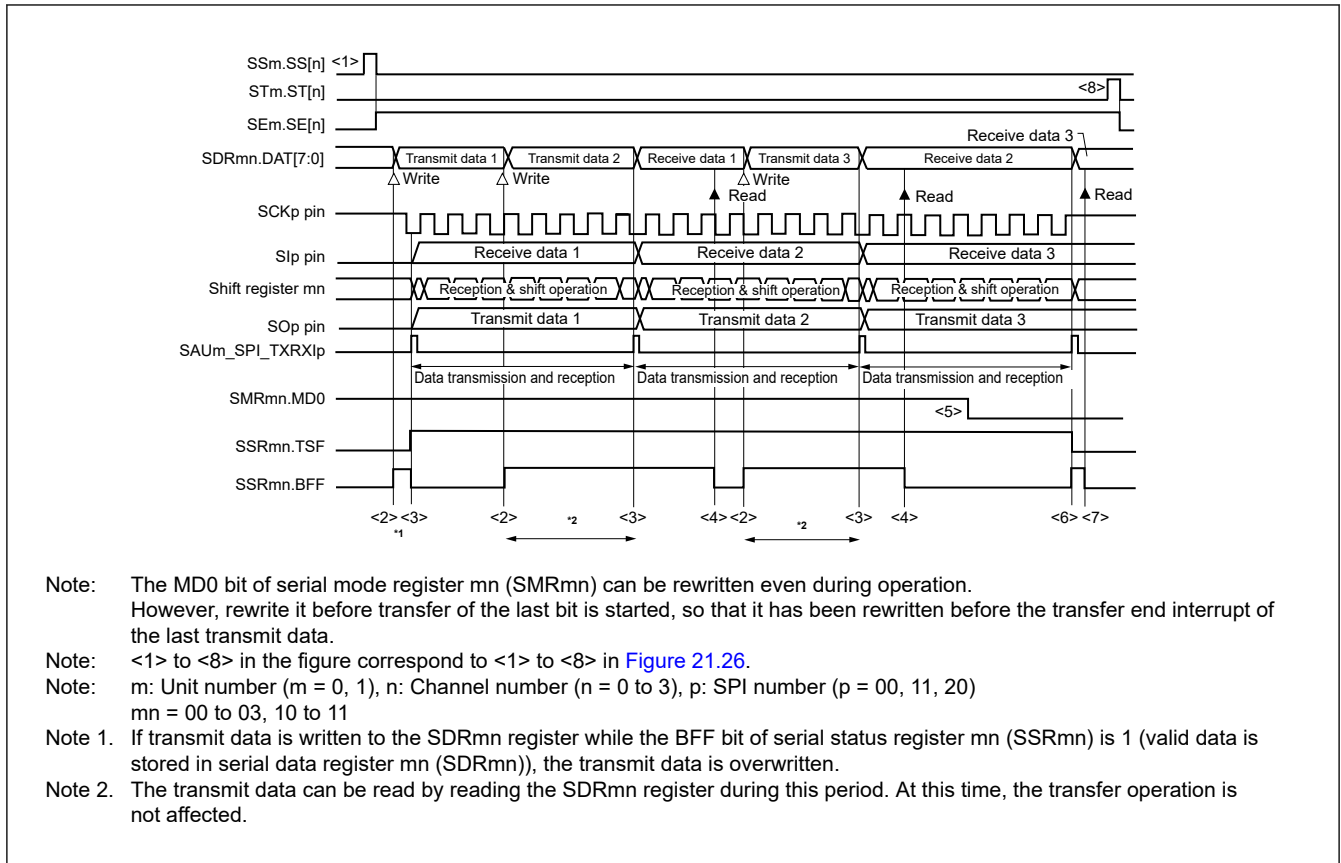 SSm.SS[n] <1>
STm.ST[n] <8>
SEm.SE[n]
Receive data 3
SDRmn.DAT[7:0] Transmit data 1 Transmit data 2 Receive data 1 Transmit data 3 Receive data 2
Write Write Write
Read Read Read
SCKp pin
SIp pin Receive data 1 Receive data 2 Receive data 3
Shift register mn Reception & shift operation Reception & shift operation Reception & shift operation
SOp pin Transmit data 1 Transmit data 2 Transmit data 3
SAUm_SPI_TXRXIp
Data transmission and reception Data transmission and reception Data transmission and reception
SMRmn.MD0
<5>
SSRmn.TSF
SSRmn.BFF
<2> <3> <2> *2 <3> <4> <2> *2 <3> <4> <6> <7>
*1
Note: The MD0 bit of serial mode register mn (SMRmn) can be rewritten even during operation.
However, rewrite it before transfer of the last bit is started, so that it has been rewritten before the transfer end interrupt of
the last transmit data.
Note: <1> to <8> in the figure correspond to <1> to <8> in Figure 21.26.
Note: m: Unit number (m = 0, 1), n: Channel number (n = 0 to 3), p: SPI number (p = 00, 11, 20)
mn = 00 to 03, 10 to 11
Note 1. If transmit data is written to the SDRmn register while the BFF bit of serial status register mn (SSRmn) is 1 (valid data is
stored in serial data register mn (SDRmn)), the transmit data is overwritten.
Note 2. The transmit data can be read by reading the SDRmn register during this period. At this time, the transfer operation is
not affected.